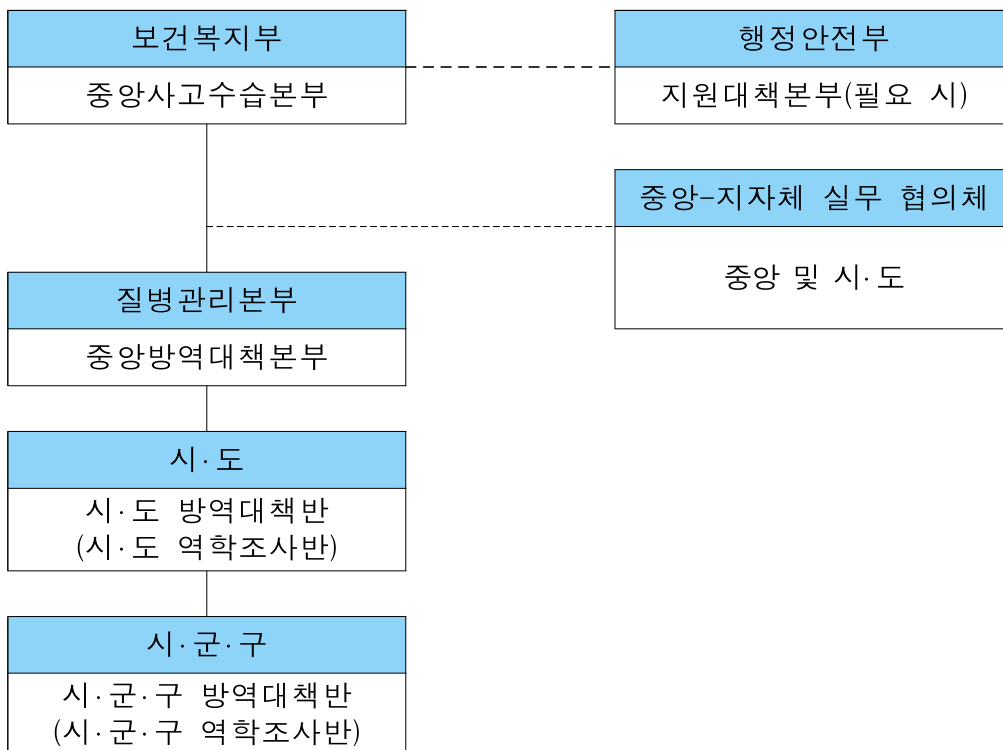 보건복지부
중앙사고수습본부
행정안전부
지원대책본부(필요 시)
중앙-지자체 실무 협의체
중앙 및 시·도
질병관리본부
중앙방역대책본부
시·도
시·도 방역대책반
(시·도 역학조사반)
시·군·구
시·군·구 방역대책반
(시·군·구 역학조사반)